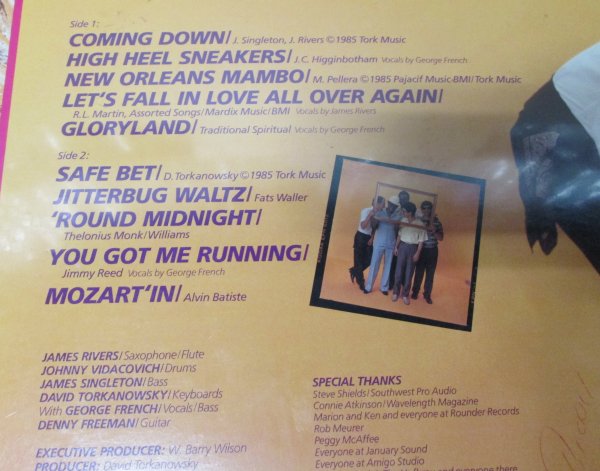 Side 1:
COMING DOWN/ J. Singleton, J. Rivers ©1985 Tork Music
HIGH HEEL SNEAKERS/ J.C. Higginbotham Vocals by George French
NEW ORLEANS MAMBO/ M. Pellera ©1985 Pajacif Music-BMI/Tork Music
LET'S FALL IN LOVE ALL OVER AGAIN/
R.L. Martin, Assorted Songs/Mardix Music/BMI Vocals by James Rivers
GLORYLAND/ Traditional Spiritual Vocals by George French
Side 2:
SAFE BET/ D. Torkanowsky ©1985 Tork Music
JITTERBUG WALTZ/ Fats Waller
'ROUND MIDNIGHT/
Thelonius Monk/Williams
YOU GOT ME RUNNING/
Jimmy Reed Vocals by George French
MOZART'IN/ Alvin Batiste
JAMES RIVERS/Saxophone/Flute
JOHNNY VIDACOVICH/Drums
JAMES SINGLETON/Bass
DAVID TORKANOWSKY/Keyboards
With GEORGE FRENCH/Vocals/Bass
DENNY FREEMAN/Guitar
EXECUTIVE PRODUCER: W. Barry Wilson
PRODUCER: David Torkanowsky
SPECIAL THANKS
Steve Shields/Southwest Pro Audio
Connie Atkinson/Wavelength Magazine
Marion and Ken and everyone at Rounder Records
Rob Meurer
Peggy McAffee
Everyone at January Sound
Everyone at Amigo Studio